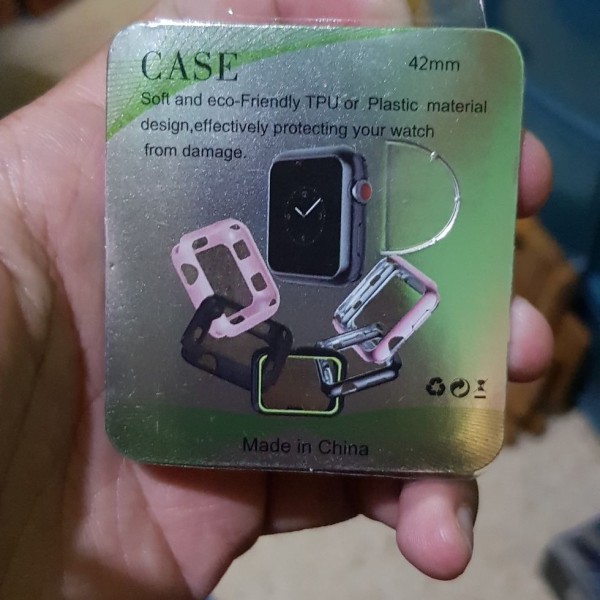 CASE
42mm
Soft and eco-Friendly TPU or Plastic material
design,effectively protecting your watch
from damage.
Made in China